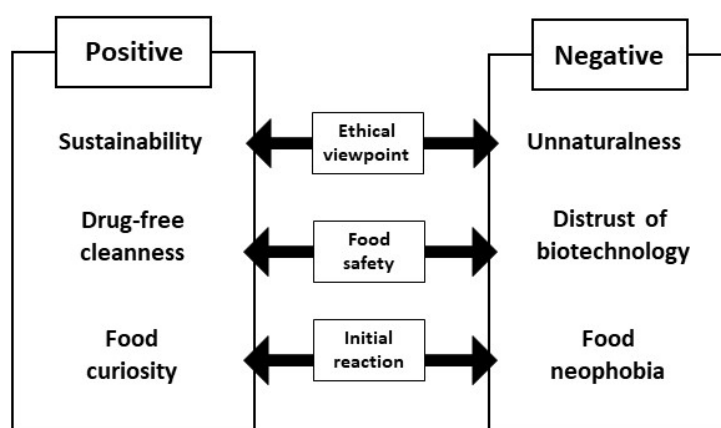 Positive
Negative
Sustainability
Ethical
viewpoint
Unnaturalness
Drug-free
cleanness
Food
safety
Distrust of
biotechnology
Food
curiosity
Initial
reaction
Food
neophobia